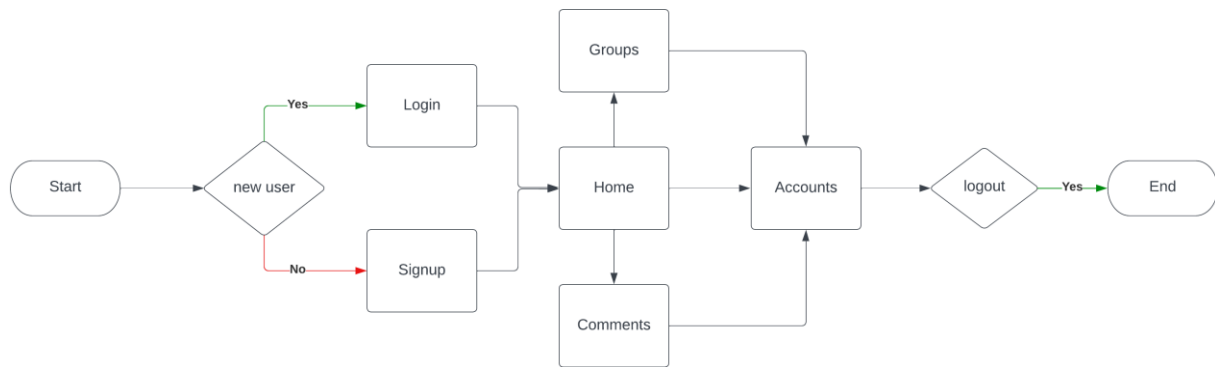 Start
new user
Yes
Login
No
Signup
Groups
Home
Comments
Accounts
logout
Yes
End